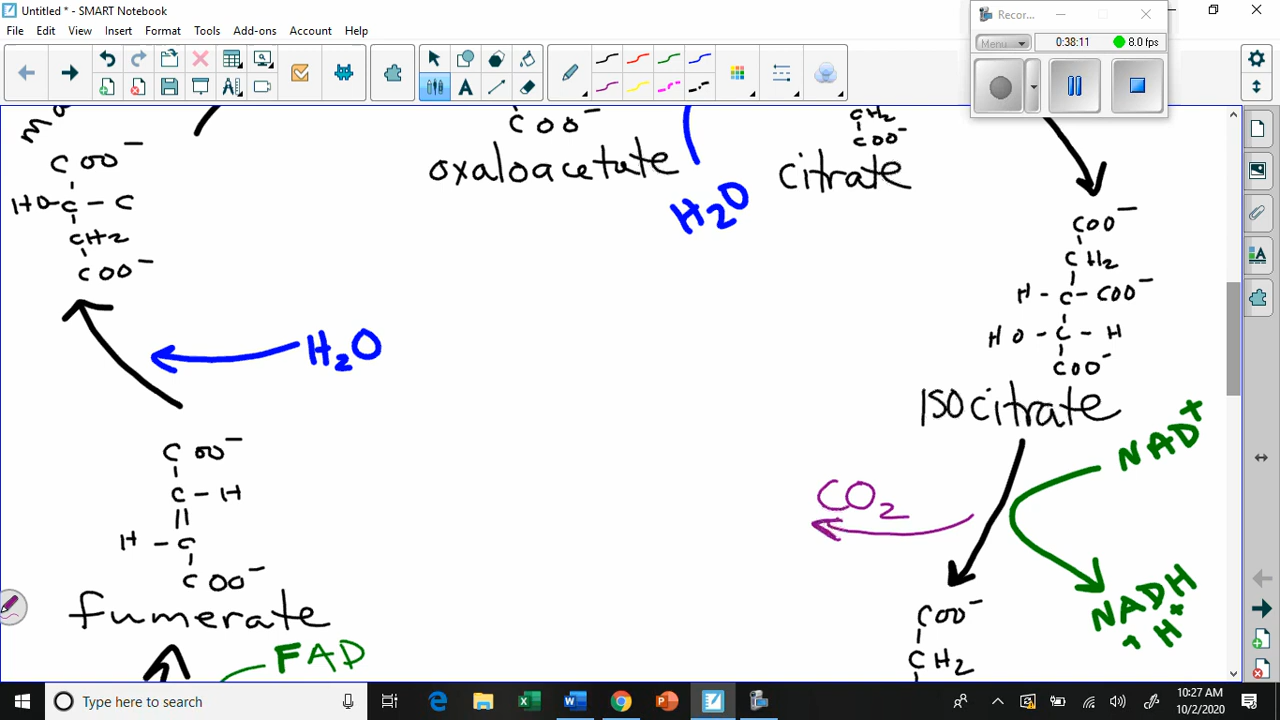 Untitled * - SMART Notebook
File Edit View Insert Format Tools Add-ons Account Help
Recor...
Menu
0:38:11
8.0 fps
ma
COO⁻
HO-C-C
CH2
COO⁻
COO⁻
oxaloacetate
H2O
CH2
COO⁻
citrate
COO⁻
CH2
H-C-COO⁻
HO-C-H
COO⁻
Isocitrate
NAD+
CO2
NADH
+ H+
COO⁻
CH2
H2O
COO⁻
C-H
H-C
COO⁻
fumerate
FAD
Type here to search
10:27 AM
10/2/2020